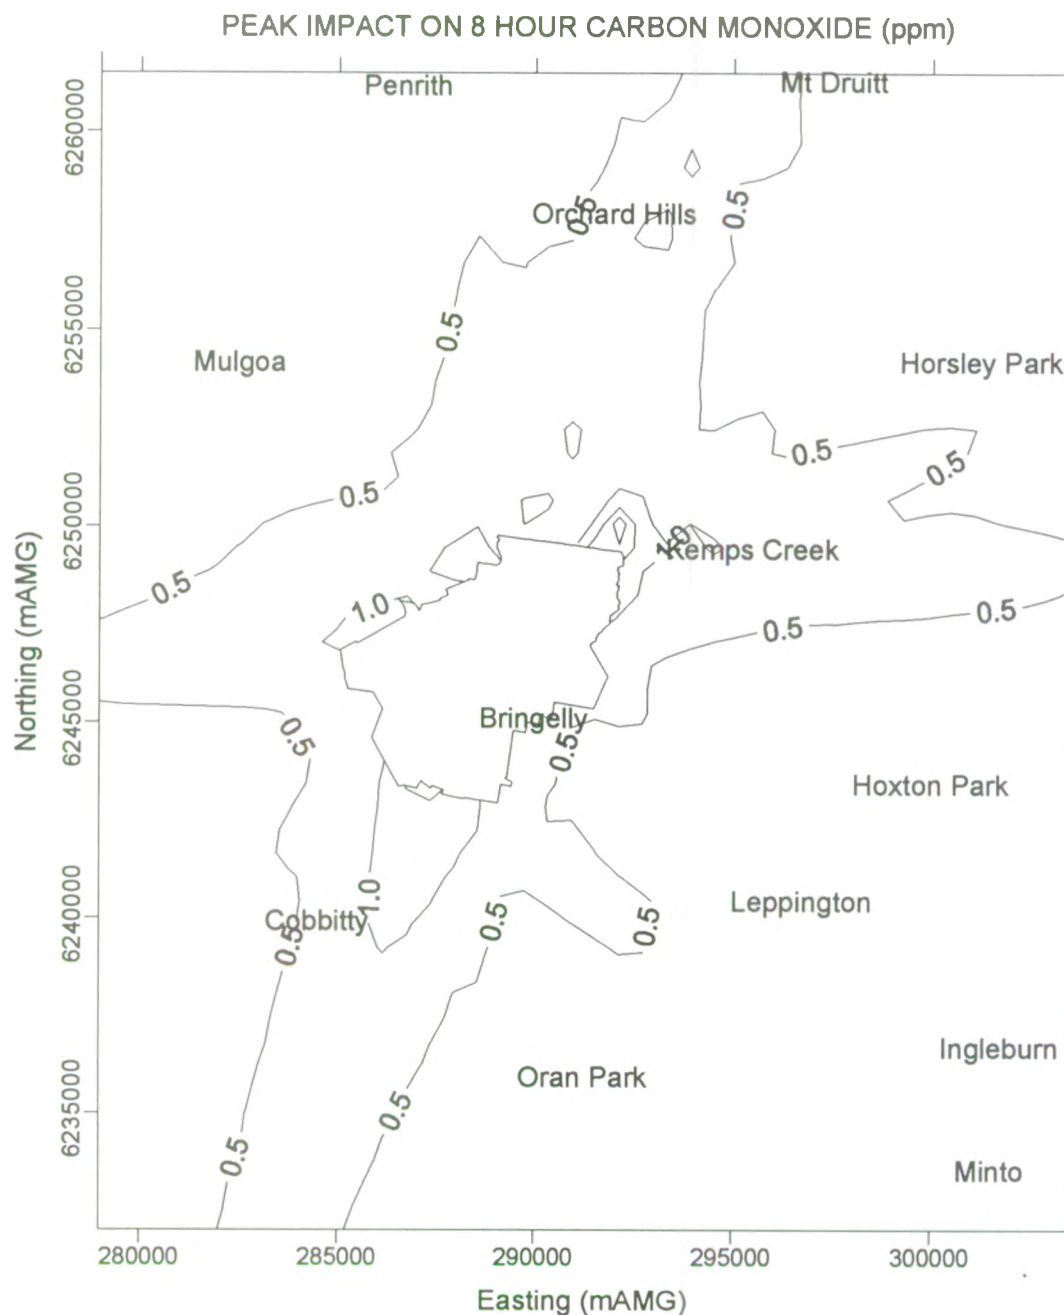 PEAK IMPACT ON 8 HOUR CARBON MONOXIDE (ppm)
Penrith
Mt Druitt
6260000
Orchard Hills
0.5
0.5
6255000
0.5
Mulgoa
Horsley Park
0.5
0.5
0.5
6250000
1.0
Kemps Creek
0.5
1.0
0.5
0.5
Northing (mAMG)
6245000
Bringelly
0.5
0.5
Hoxton Park
1.0
Leppington
6240000
Cobbitty
0.5
0.5
0.5
Ingleburn
Oran Park
6235000
0.5
0.5
Minto
280000
285000
290000
295000
300000
Easting (mAMG)